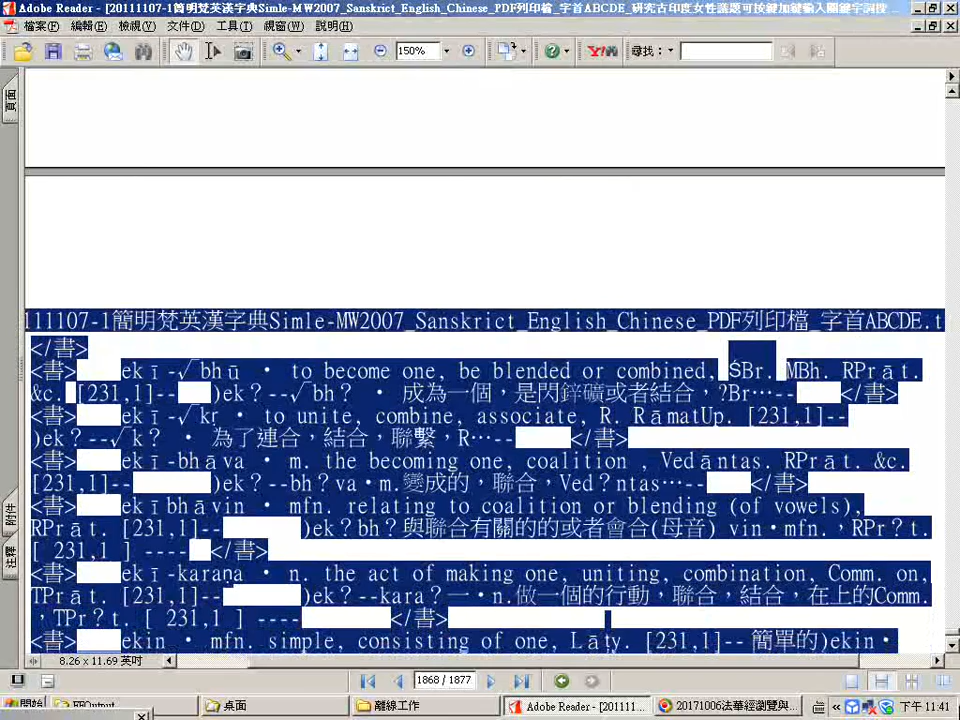 Adobe Reader - [20111107-1簡明梵英漢字典Simle-MW2007_Sanskrict_English_Chinese_PDF列印檔_字首ABCDE_研究古印度女性議題可按鍵加鍵輸入關鍵字詞搜...
檔案(F) 編輯(E) 檢視(V) 文件(D) 工具(T) 視窗(W) 說明(H)
150% Y! 尋找:
頁面
111107-1簡明梵英漢字典Simle-MW2007_Sanskrict_English_Chinese_PDF列印檔_字首ABCDE.t
</書>
<書> ekī-√bhū • to become one, be blended or combined, ŚBr. MBh. RPrāt.
&c. [231,1]-- )ek?--√bh? • 成為一個，是閃鋅礦或者結合，?Br…-- </書>
<書> ekī-√kṛ • to unite, combine, associate, R. RāmatUp. [231,1]--
)ek?--√k? • 為了連合，結合，聯繫，R…-- </書>
<書> ekī-bhāva • m. the becoming one, coalition , Vedāntas. RPrāt. &c.
[231,1]-- )ek?--bh?va•m.變成的，聯合，Ved?ntas…-- </書>
<書> ekībhāvin • mfn. relating to coalition or blending (of vowels),
RPrāt. [231,1]-- )ek?bh?與聯合有關的的或者會合(母音) vin•mfn.，RPr?t.
[ 231,1 ] ---- </書>
<書> ekī-karaṇa • n. the act of making one, uniting, combination, Comm. on,
TPrāt. [231,1]-- )ek?--kara?一•n.做一個的行動，聯合，結合，在上的Comm.
，TPr?t. [ 231,1 ] ---- </書>
<書> ekin • mfn. simple, consisting of one, Lāṭy. [231,1]-- 簡單的)ekin•
附件
注釋
8.26 x 11.69 英吋
1868 / 1877
開始 FFOutput 桌面 離線工作 Adobe Reader - [201111... 20171006法華經瀏覽與... 下午 11:41